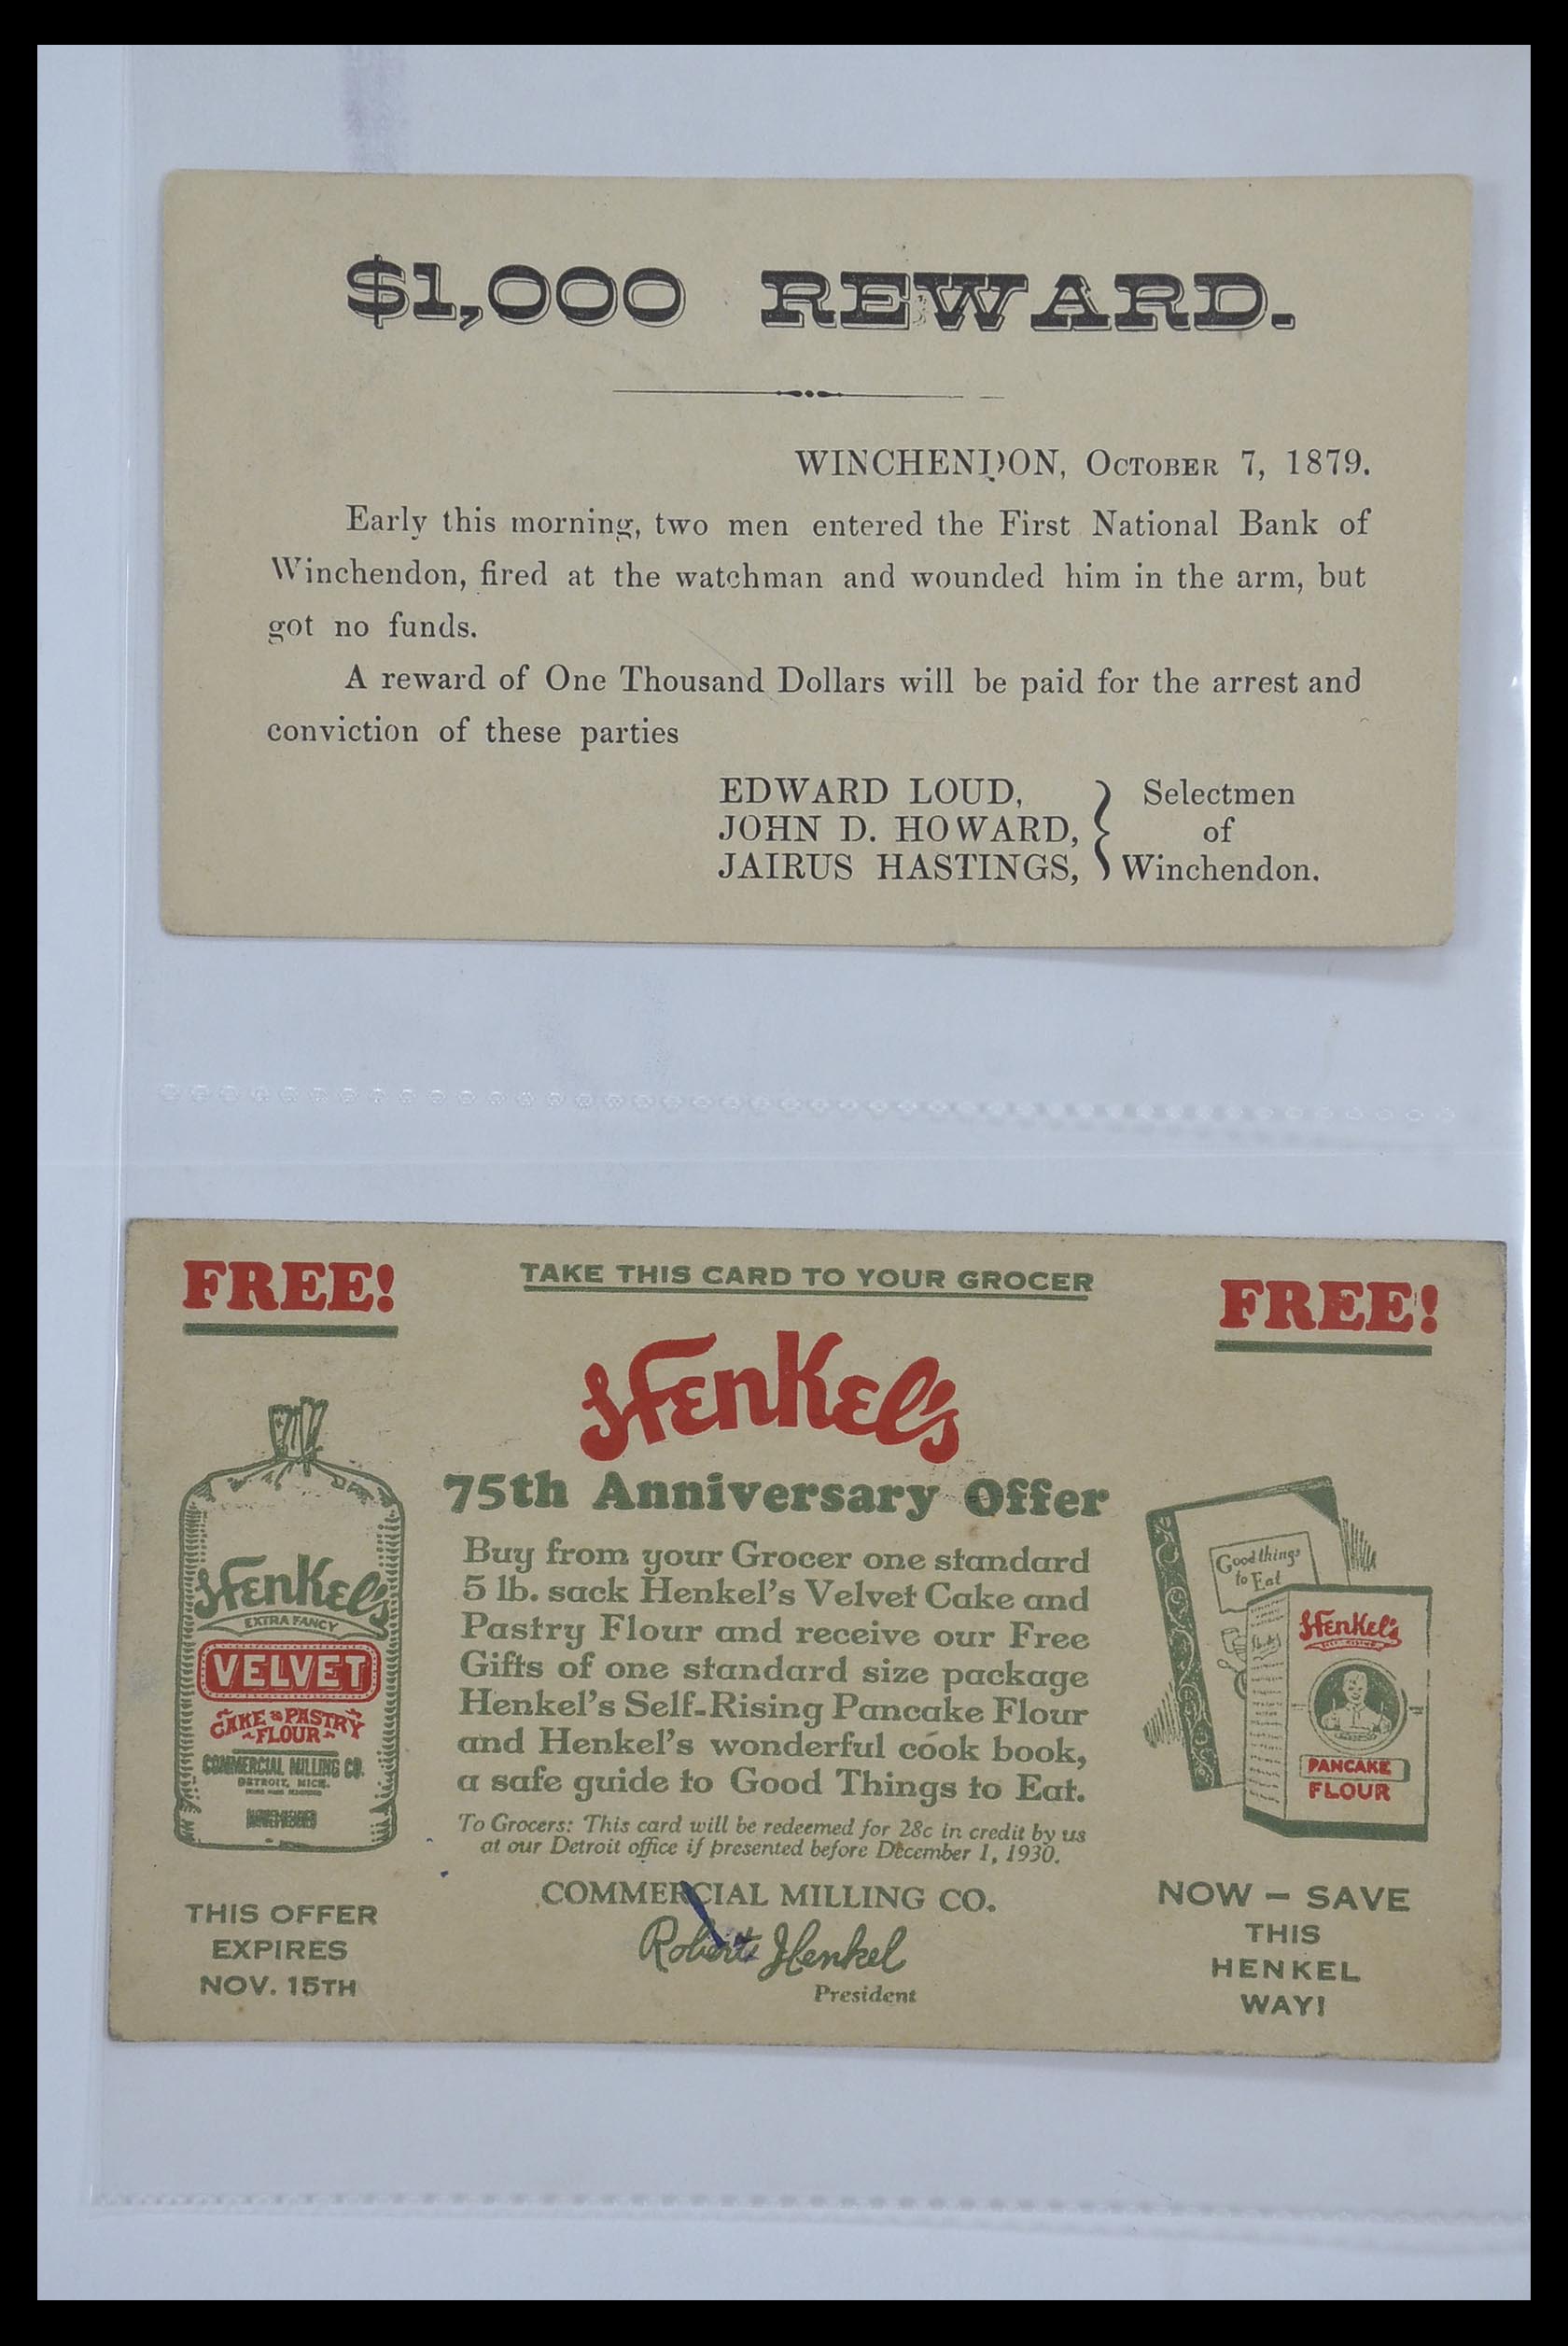 $1,000 REWARD.
WINCHENDON, OCTOBER 7, 1879.
Early this morning, two men entered the First National Bank of
Winchendon, fired at the watchman and wounded him in the arm, but
got no funds.
A reward of One Thousand Dollars will be paid for the arrest and
conviction of these parties
EDWARD LOUD,
JOHN D. HOWARD,
JAIRUS HASTINGS,
Selectmen
of
Winchendon.
FREE!
TAKE THIS CARD TO YOUR GROCER
FREE!
Henkel's
75th Anniversary Offer
Buy from your Grocer one standard
5 lb. sack Henkel's Velvet Cake and
Pastry Flour and receive our Free
Gifts of one standard size package
Henkel's Self-Rising Pancake Flour
and Henkel's wonderful cook book,
a safe guide to Good Things to Eat.
To Grocers: This card will be redeemed for 28c in credit by us
at our Detroit office if presented before December 1, 1930.
COMMERCIAL MILLING CO.
Robert Henkel
President
Henkel's
EXTRA FANCY
VELVET
CAKE & PASTRY
FLOUR
COMMERCIAL MILLING CO.
DETROIT, MICH.
THIS OFFER
EXPIRES
NOV. 15TH
Good things
to Eat
Henkel's
PANCAKE
FLOUR
NOW – SAVE
THIS
HENKEL
WAY!